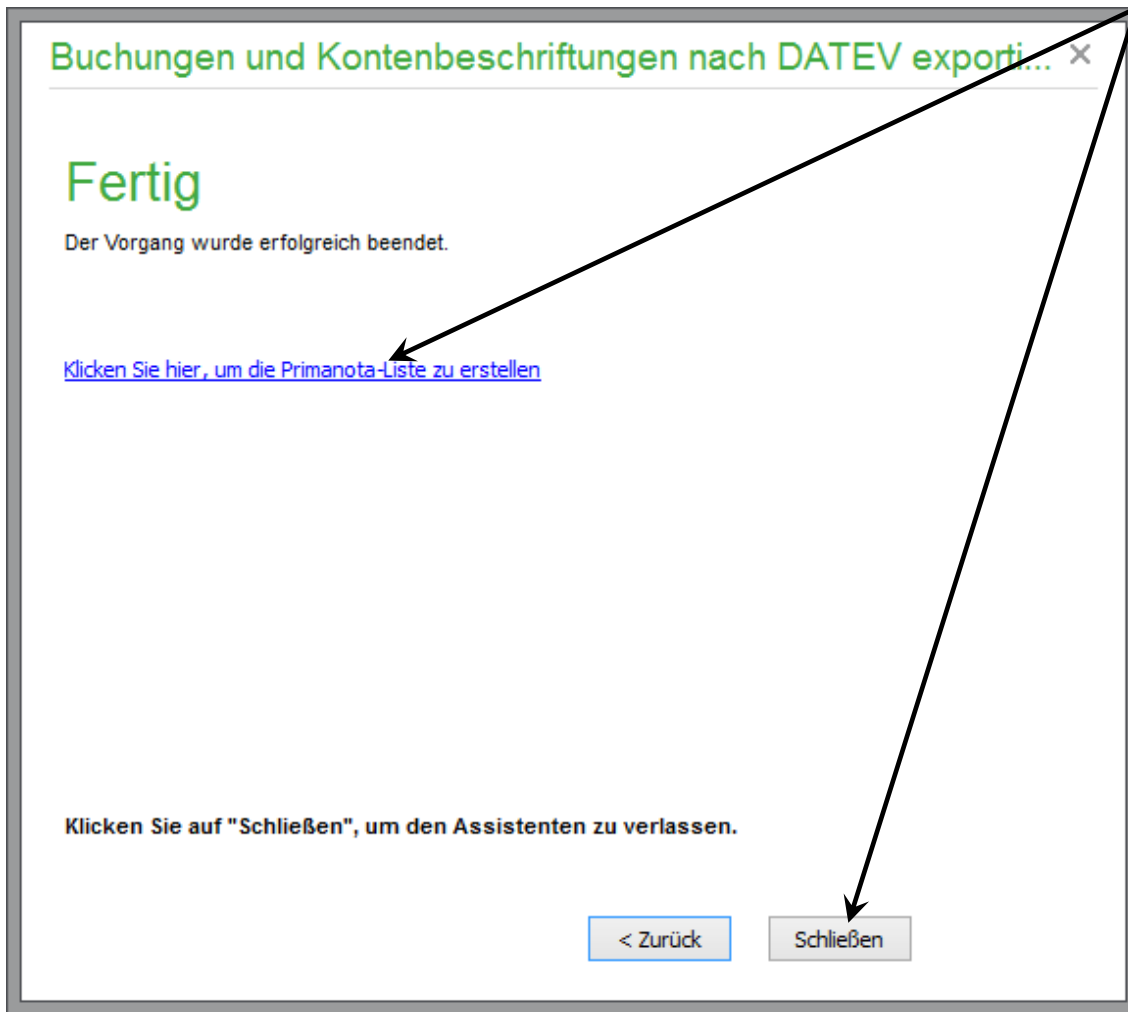 Buchungen und Kontenbeschriftungen nach DATEV exporti...
Fertig
Der Vorgang wurde erfolgreich beendet.
Klicken Sie hier, um die Primanota-Liste zu erstellen
Klicken Sie auf "Schließen", um den Assistenten zu verlassen.
< Zurück
Schließen